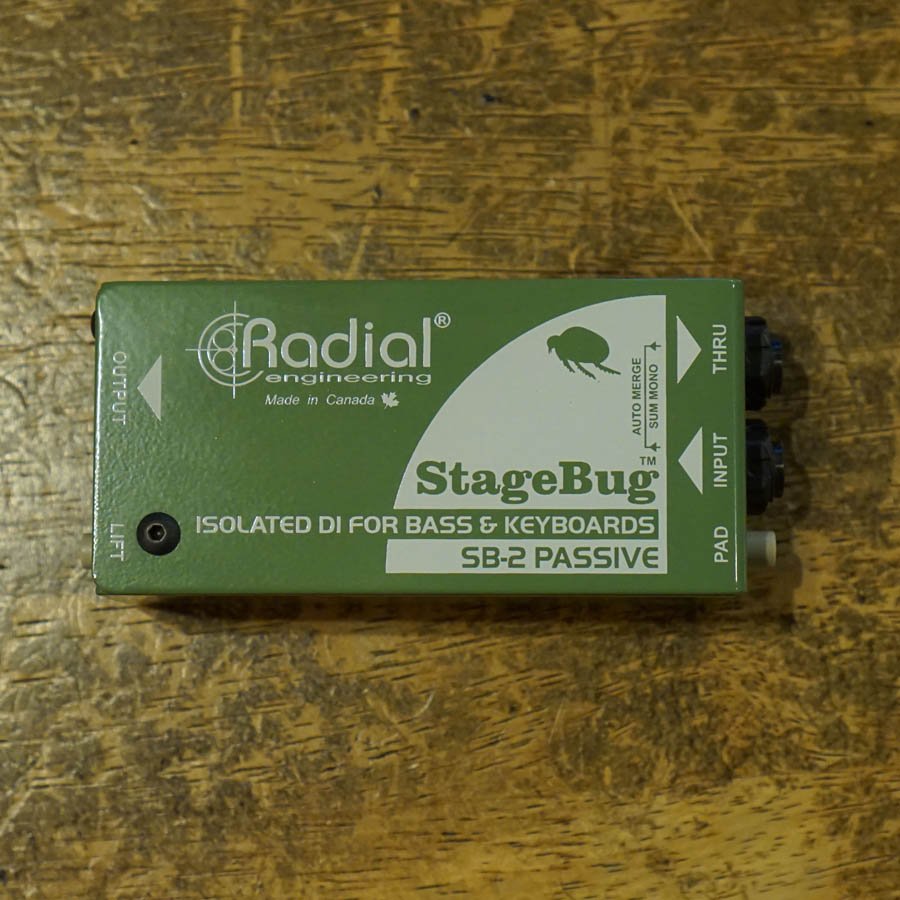 Radial®
engineering
Made in Canada
OUTPUT
LIFT
AUTO MERGE
SUM MONO
THRU
INPUT
PAD
StageBug™
ISOLATED DI FOR BASS & KEYBOARDS
SB-2 PASSIVE